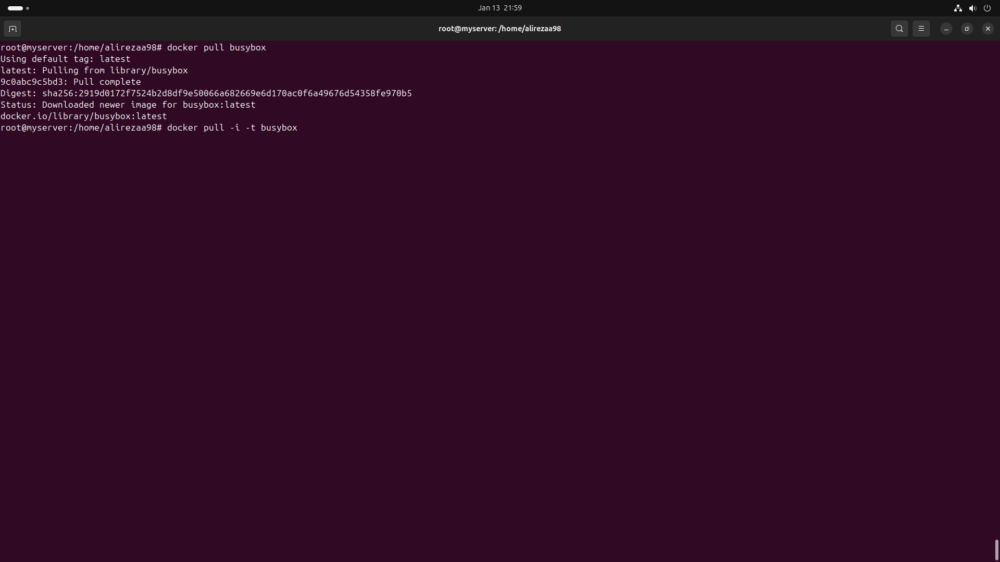 Jan 13 21:59
root@myserver: /home/alirezaa98
root@myserver:/home/alirezaa98# docker pull busybox
Using default tag: latest
latest: Pulling from library/busybox
9c0abc9c5bd3: Pull complete
Digest: sha256:2919d0172f7524b2d8df9e50066a682669e6d170ac0f6a49676d54358fe970b5
Status: Downloaded newer image for busybox:latest
docker.io/library/busybox:latest
root@myserver:/home/alirezaa98# docker pull -i -t busybox